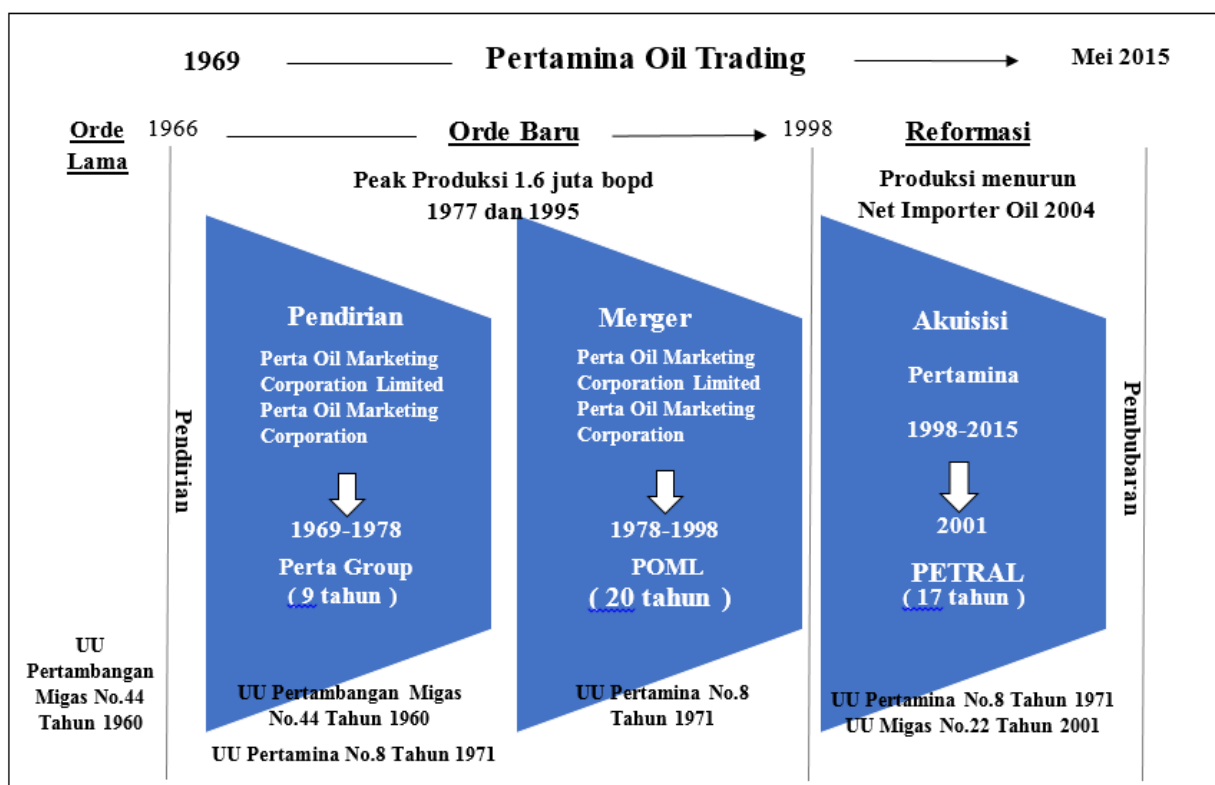 1969 Pertamina Oil Trading Mei 2015
Orde
Lama
1966
Orde Baru
1998
Reformasi
Peak Produksi 1.6 juta bopd
1977 dan 1995
Produksi menurun
Net Importer Oil 2004
Pendirian
Pendirian
Perta Oil Marketing
Corporation Limited
Perta Oil Marketing
Corporation
1969-1978
Perta Group
( 9 tahun )
Merger
Perta Oil Marketing
Corporation Limited
Perta Oil Marketing
Corporation
1978-1998
POML
( 20 tahun )
Akuisisi
Pertamina
1998-2015
2001
PETRAL
( 17 tahun )
Pembubaran
UU
Pertambangan
Migas No.44
Tahun 1960
UU Pertambangan Migas
No.44 Tahun 1960
UU Pertamina No.8 Tahun 1971
UU Pertamina No.8
Tahun 1971
UU Pertamina No.8 Tahun 1971
UU Migas No.22 Tahun 2001